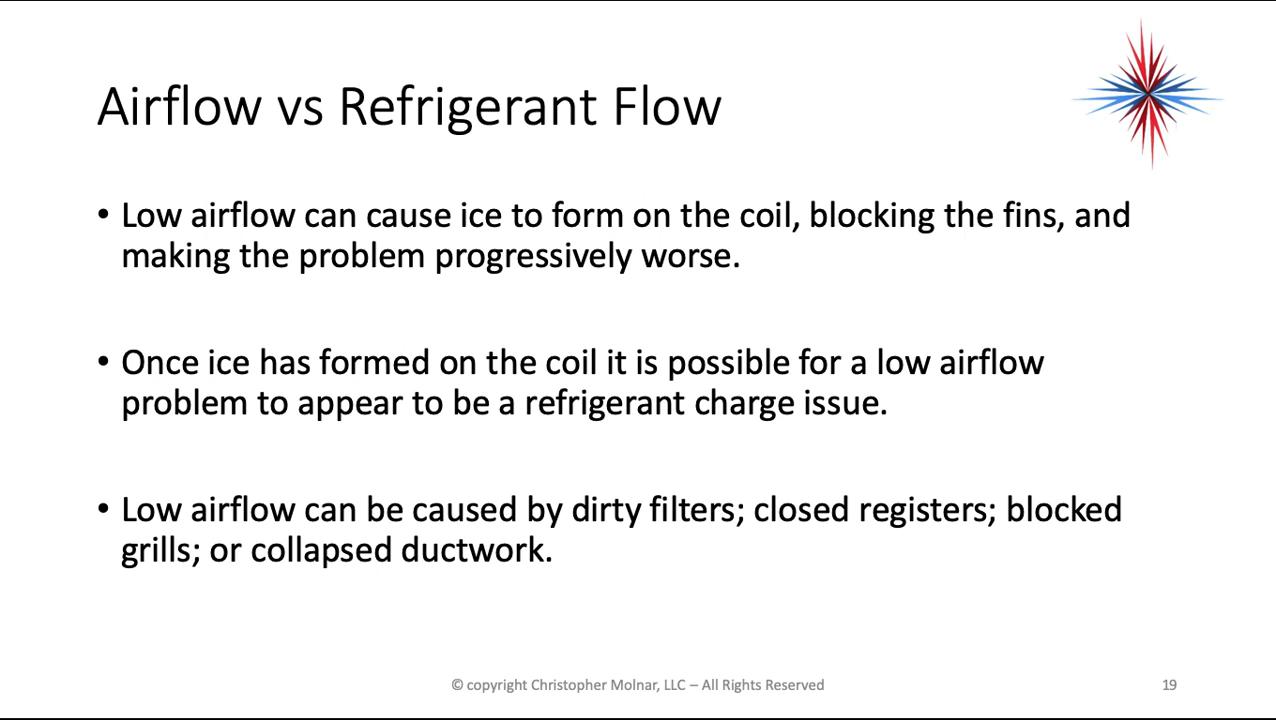 Airflow vs Refrigerant Flow
• Low airflow can cause ice to form on the coil, blocking the fins, and
making the problem progressively worse.
• Once ice has formed on the coil it is possible for a low airflow
problem to appear to be a refrigerant charge issue.
• Low airflow can be caused by dirty filters; closed registers; blocked
grills; or collapsed ductwork.
© copyright Christopher Molnar, LLC – All Rights Reserved
19